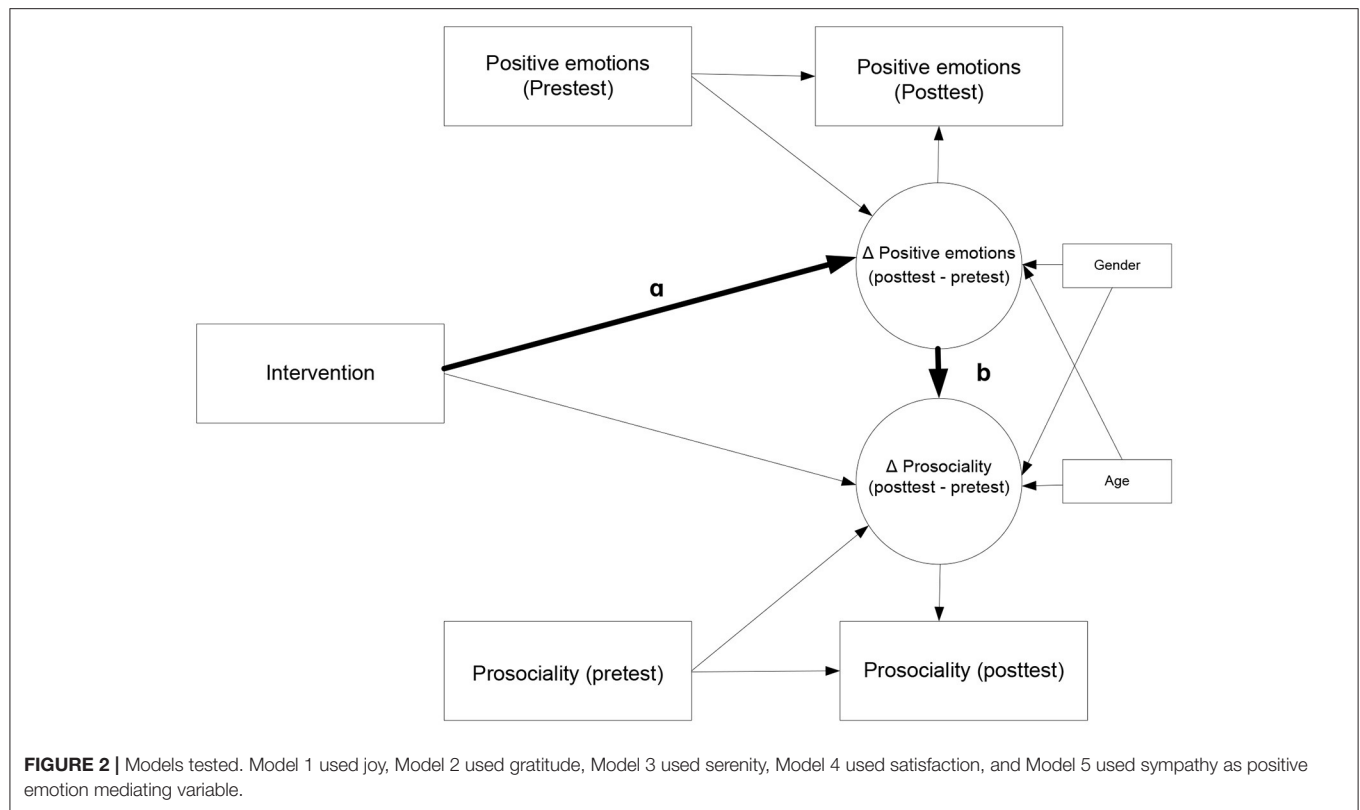 Positive emotions
(Prestest)
Positive emotions
(Posttest)
Δ Positive emotions
(posttest - pretest)
Gender
a
Intervention
b
Δ Prosociality
(posttest - pretest)
Age
Prosociality (pretest)
Prosociality (posttest)
FIGURE 2 | Models tested. Model 1 used joy, Model 2 used gratitude, Model 3 used serenity, Model 4 used satisfaction, and Model 5 used sympathy as positive
emotion mediating variable.